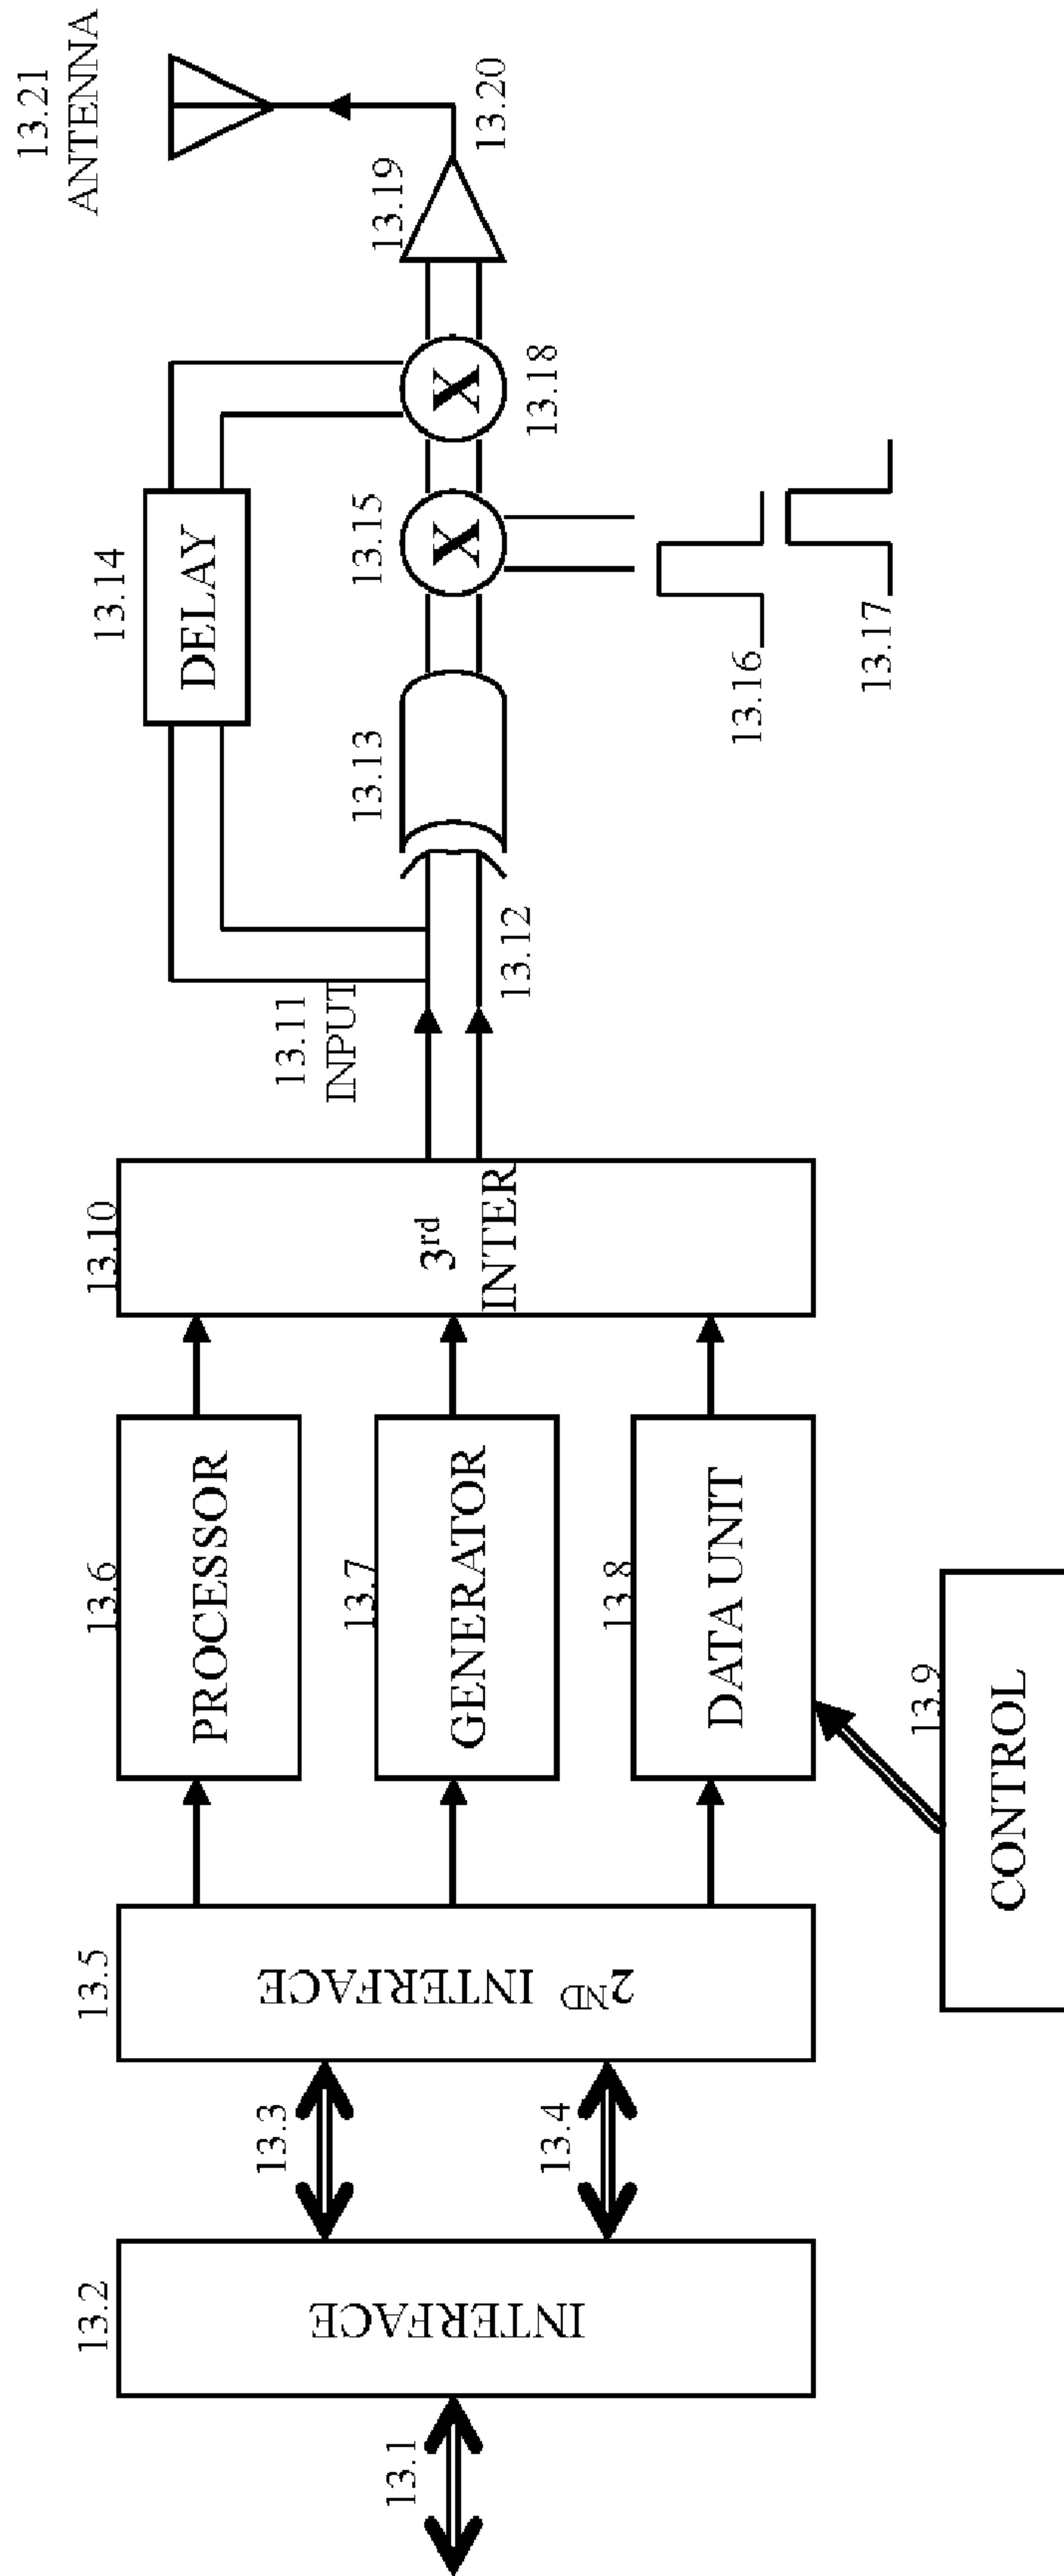 13.1
13.2
INTERFACE
13.3
13.4
13.5
2ND INTERFACE
13.6
PROCESSOR
13.7
GENERATOR
13.8
DATA UNIT
13.9
CONTROL
13.10
3rd
INTER
13.11
INPUT
13.12
13.13
13.14
DELAY
13.15
X
13.16
13.17
13.18
X
13.19
13.20
13.21
ANTENNA